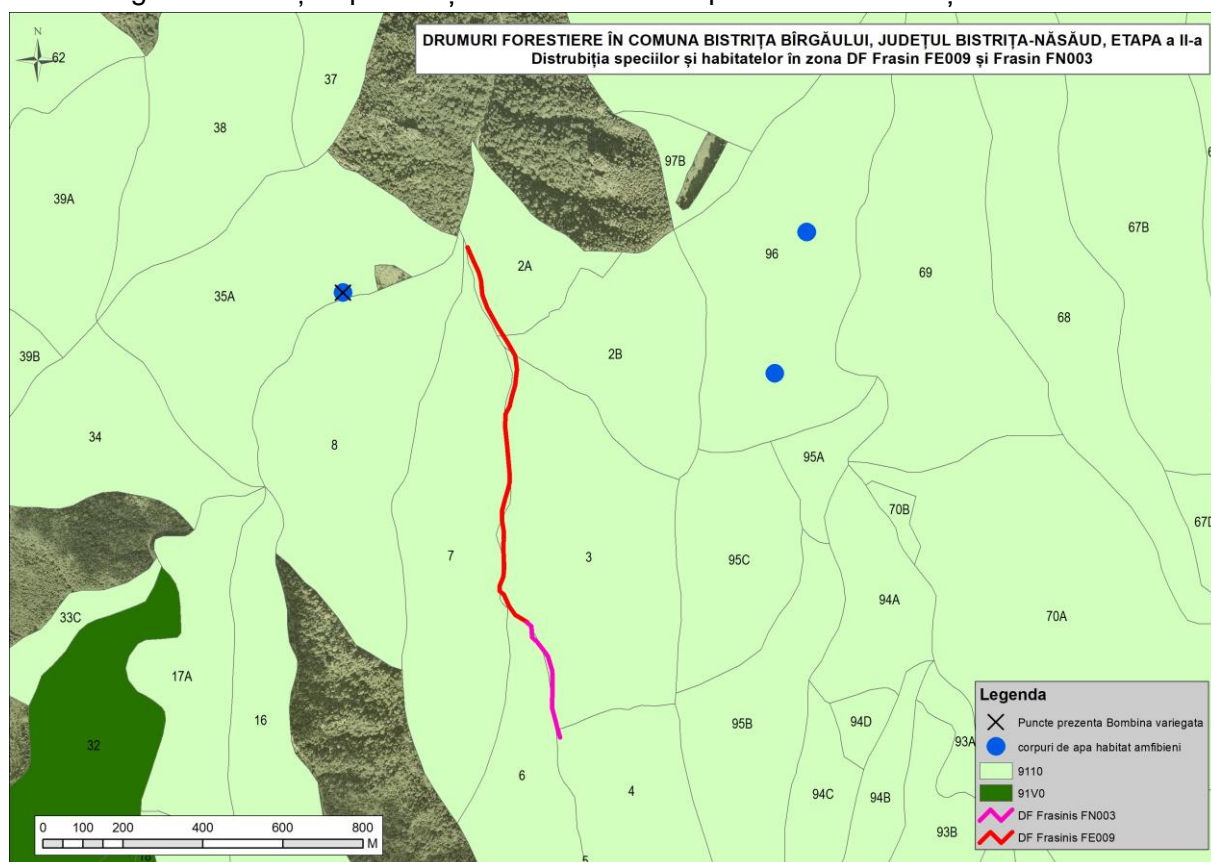 DRUMURI FORESTIERE ÎN COMUNA BISTRIȚA BÎRGĂULUI, JUDEȚUL BISTRIȚA-NĂSĂUD, ETAPA a II-a
Distrubiția speciilor și habitatelor în zona DF Frasin FE009 și Frasin FN003
N
62
37
38
97B
39A
67B
2A
96
69
35A
68
39B
2B
34
8
95A
70B
67D
7
3
95C
94A
33C
70A
17A
16
32
95B
94D
93A
6
4
94C
94B
93B
5
18
Legenda
Puncte prezenta Bombina variegata
corpuri de apa habitat amfibieni
9110
91V0
DF Frasinis FN003
DF Frasinis FE009
0 100 200 400 600 800
M